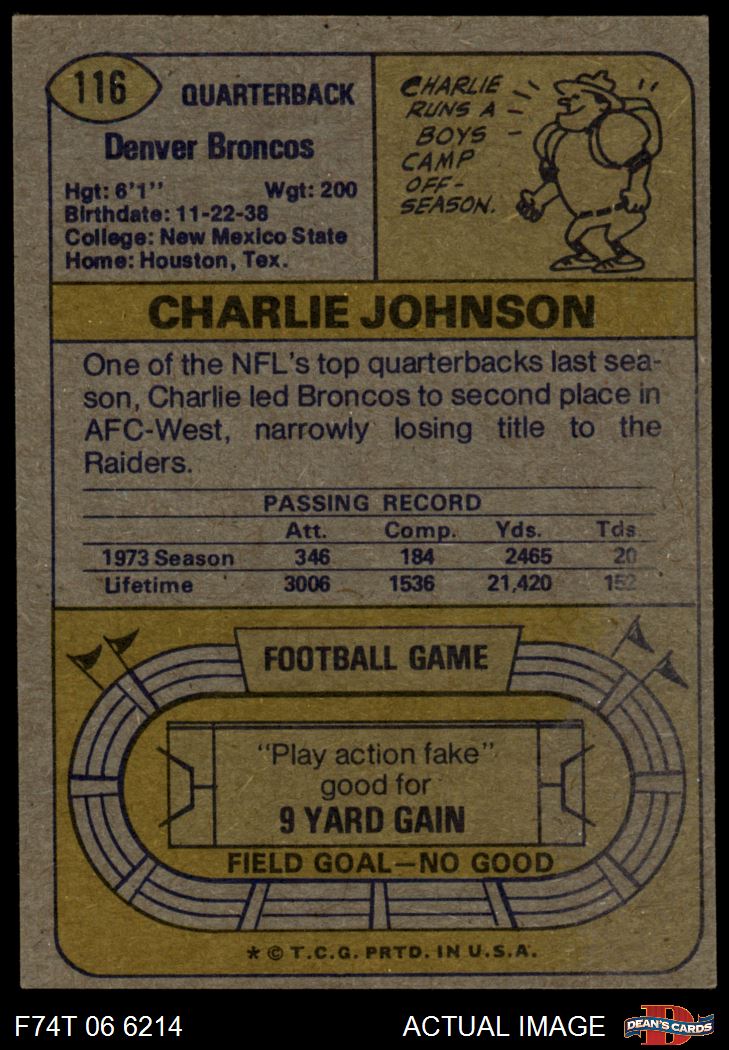 116
QUARTERBACK
Denver Broncos
Hgt: 6'1" Wgt: 200
Birthdate: 11-22-38
College: New Mexico State
Home: Houston, Tex.
CHARLIE
RUNS A
BOYS
CAMP
OFF-
SEASON.
CHARLIE JOHNSON
One of the NFL's top quarterbacks last sea-
son, Charlie led Broncos to second place in
AFC-West, narrowly losing title to the
Raiders.
PASSING RECORD
Att. Comp. Yds. Tds
1973 Season 346 184 2465 20
Lifetime 3006 1536 21,420 152
FOOTBALL GAME
"Play action fake"
good for
9 YARD GAIN
FIELD GOAL—NO GOOD
* © T.C.G. PRTD. IN U.S.A.
F74T 06 6214 ACTUAL IMAGE
D
DEAN'S CARDS